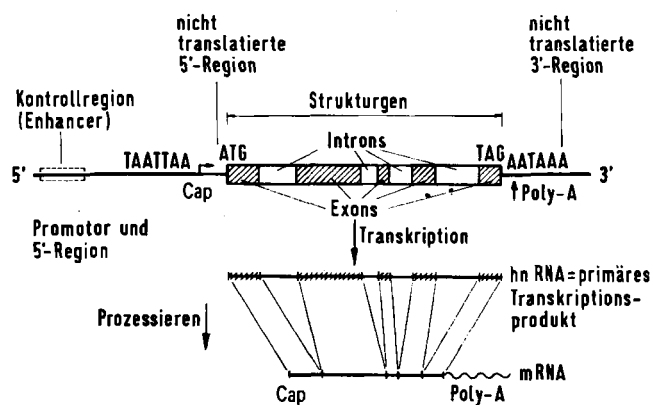 nicht
translatierte
5'-Region
nicht
translatierte
3'-Region
Kontrollregion
(Enhancer)
Strukturgen
TAATTAA
ATG
Introns
TAG
AATAAA
5'
3'
Cap
Exons
Poly-A
Promotor und
5'-Region
Transkription
hn RNA=primäres
Transkriptions-
produkt
Prozessieren
mRNA
Cap
Poly-A